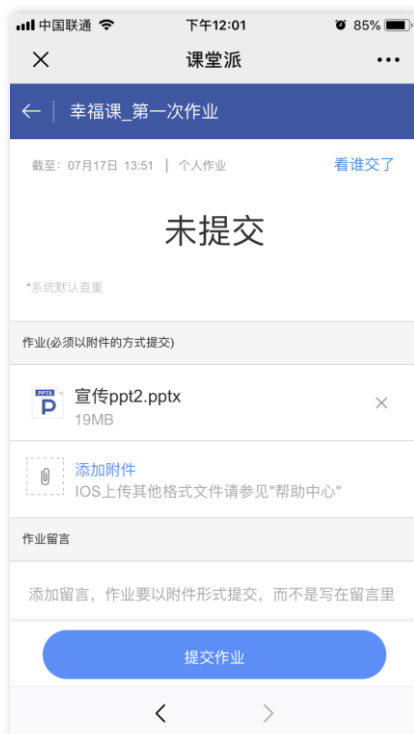 中国联通 下午12:01 85%
课堂派
幸福课_第一次作业
截至：07月17日 13:51 | 个人作业 看谁交了
未提交
*系统默认查重
作业(必须以附件的方式提交)
PPTX
P
宣传ppt2.pptx
19MB
添加附件
IOS上传其他格式文件请参见"帮助中心"
作业留言
添加留言，作业要以附件形式提交，而不是写在留言里
提交作业